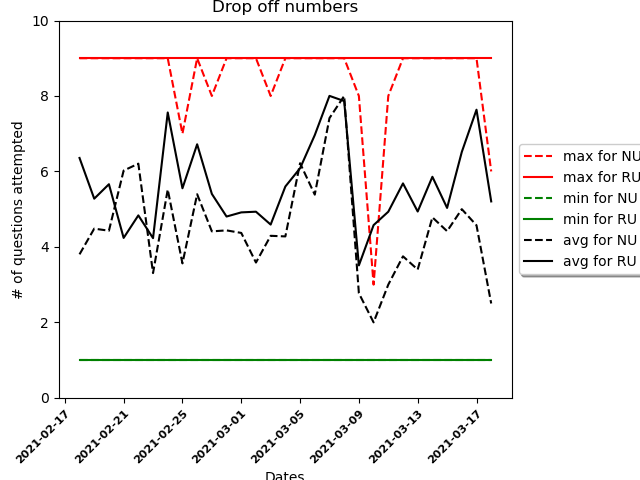 Drop off numbers
# of questions attempted
10
8
6
4
2
0
2021-02-17
2021-02-21
2021-02-25
2021-03-01
2021-03-05
2021-03-09
2021-03-13
2021-03-17
Dates
max for NU
max for RU
min for NU
min for RU
avg for NU
avg for RU